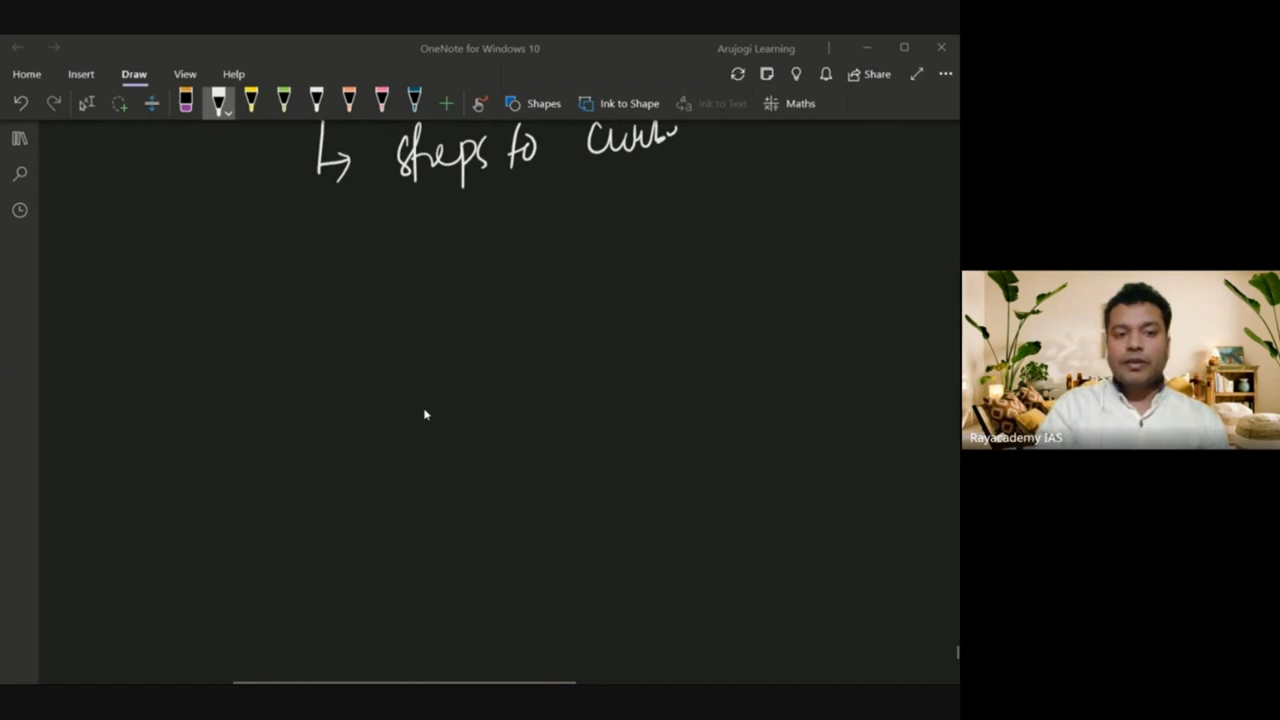 OneNote for Windows 10
Arujogi Learning
Home Insert Draw View Help
Share
Shapes Ink to Shape Ink to Text Maths
↳ steps to
Rayacademy IAS